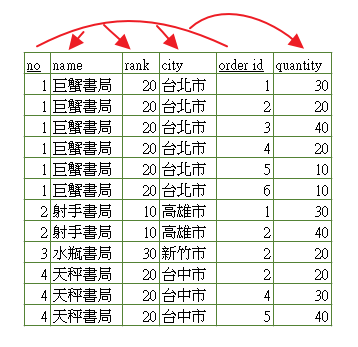 no name rank city order id quantity
1 巨蟹書局 20 台北市 1 30
1 巨蟹書局 20 台北市 2 20
1 巨蟹書局 20 台北市 3 40
1 巨蟹書局 20 台北市 4 20
1 巨蟹書局 20 台北市 5 10
1 巨蟹書局 20 台北市 6 10
2 射手書局 10 高雄市 1 30
2 射手書局 10 高雄市 2 40
3 水瓶書局 30 新竹市 2 20
4 天秤書局 20 台中市 2 20
4 天秤書局 20 台中市 4 30
4 天秤書局 20 台中市 5 40